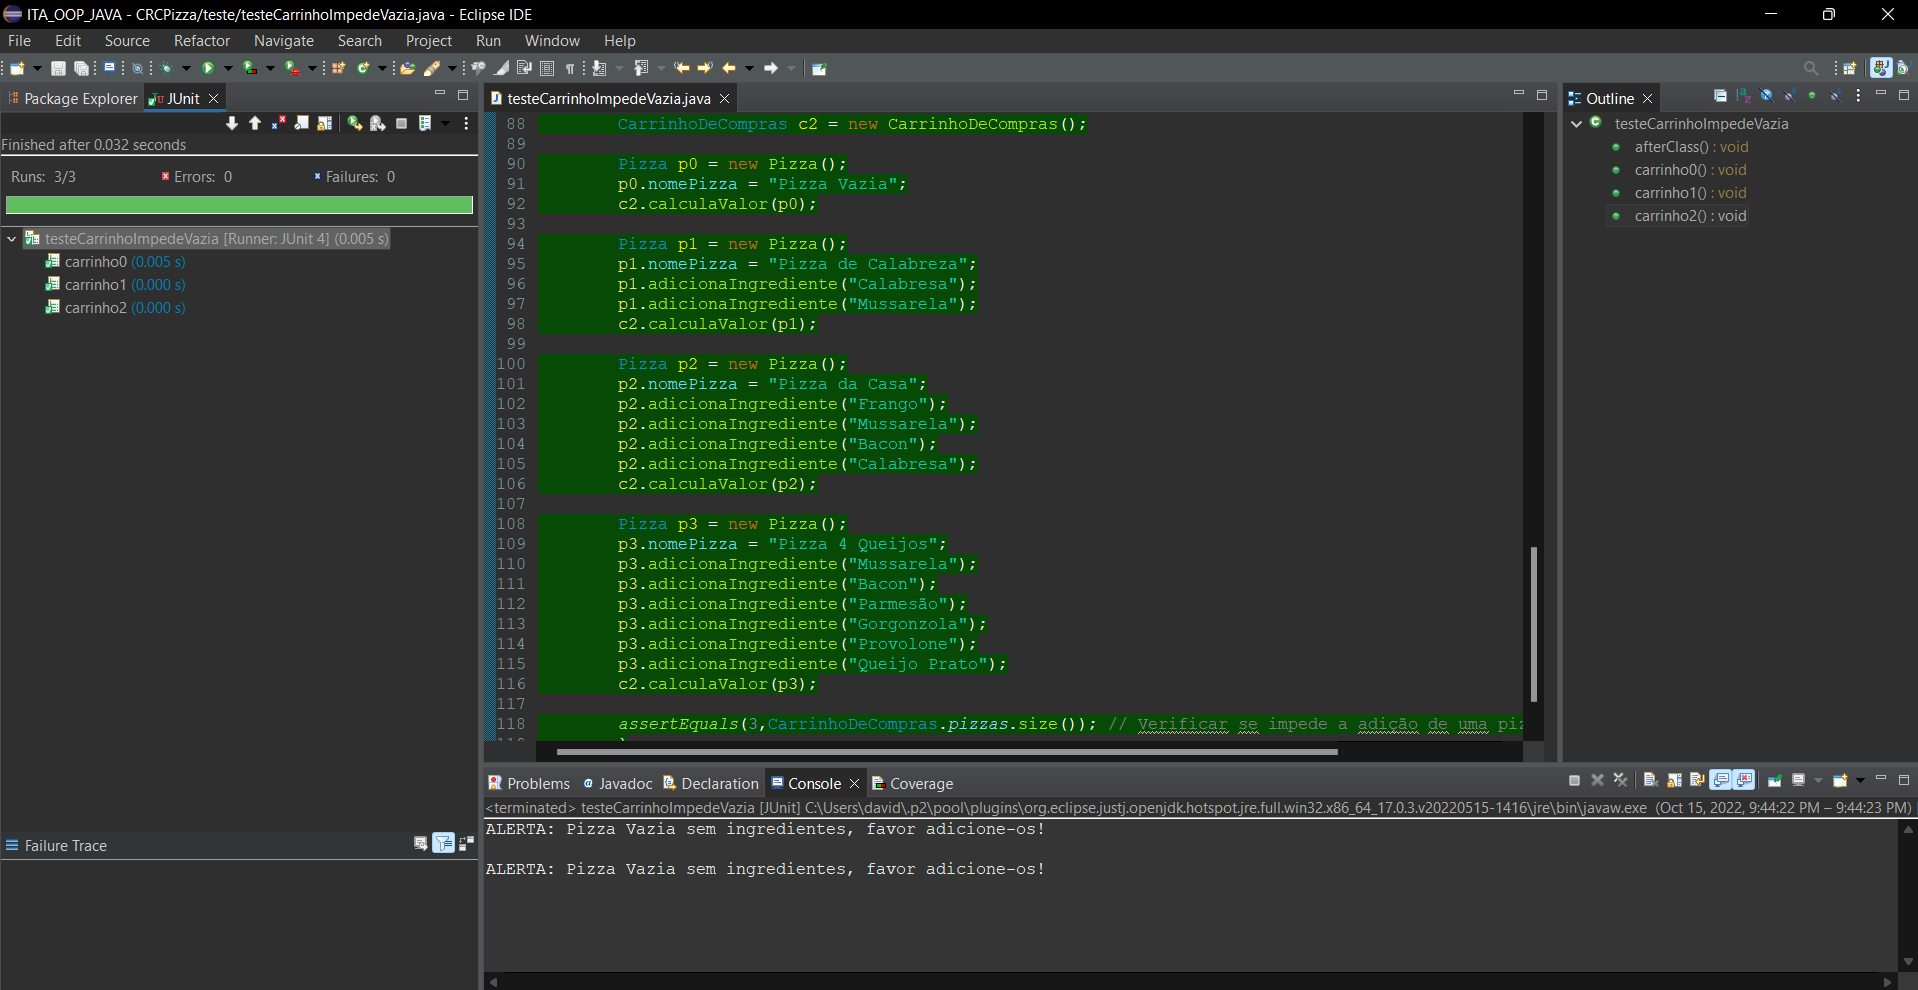 ITA_OOP_JAVA - CRCPizza/teste/testeCarrinhoImpedeVazia.java - Eclipse IDE
File Edit Source Refactor Navigate Search Project Run Window Help
Package Explorer JUnit
Finished after 0.032 seconds
Runs: 3/3 Errors: 0 Failures: 0
testeCarrinhoImpedeVazia [Runner: JUnit 4] (0.005 s)
carrinho0 (0.005 s)
carrinho1 (0.000 s)
carrinho2 (0.000 s)
Failure Trace
testeCarrinhoImpedeVazia.java
88 CarrinhoDeCompras c2 = new CarrinhoDeCompras();
89
90 Pizza p0 = new Pizza();
91 p0.nomePizza = "Pizza Vazia";
92 c2.calculaValor(p0);
93
94 Pizza p1 = new Pizza();
95 p1.nomePizza = "Pizza de Calabreza";
96 p1.adicionaIngrediente("Calabresa");
97 p1.adicionaIngrediente("Mussarela");
98 c2.calculaValor(p1);
99
100 Pizza p2 = new Pizza();
101 p2.nomePizza = "Pizza da Casa";
102 p2.adicionaIngrediente("Frango");
103 p2.adicionaIngrediente("Mussarela");
104 p2.adicionaIngrediente("Bacon");
105 p2.adicionaIngrediente("Calabresa");
106 c2.calculaValor(p2);
107
108 Pizza p3 = new Pizza();
109 p3.nomePizza = "Pizza 4 Queijos";
110 p3.adicionaIngrediente("Mussarela");
111 p3.adicionaIngrediente("Bacon");
112 p3.adicionaIngrediente("Parmesão");
113 p3.adicionaIngrediente("Gorgonzola");
114 p3.adicionaIngrediente("Provolone");
115 p3.adicionaIngrediente("Queijo Prato");
116 c2.calculaValor(p3);
117
118 assertEquals(3,CarrinhoDeCompras.pizzas.size()); // Verificar se impede a adição de uma
Outline
testeCarrinhoImpedeVazia
afterClass() : void
carrinho0() : void
carrinho1() : void
carrinho2() : void
Problems Javadoc Declaration Console Coverage
<terminated> testeCarrinhoImpedeVazia [JUnit] C:\Users\david\.p2\pool\plugins\org.eclipse.justj.openjdk.hotspot.jre.full.win32.x86_64_17.0.3.v20220515-1416\jre\bin\javaw.exe (Oct 15, 2022, 9:44:22 PM – 9:44:23 PM)
ALERTA: Pizza Vazia sem ingredientes, favor adicione-os!
ALERTA: Pizza Vazia sem ingredientes, favor adicione-os!